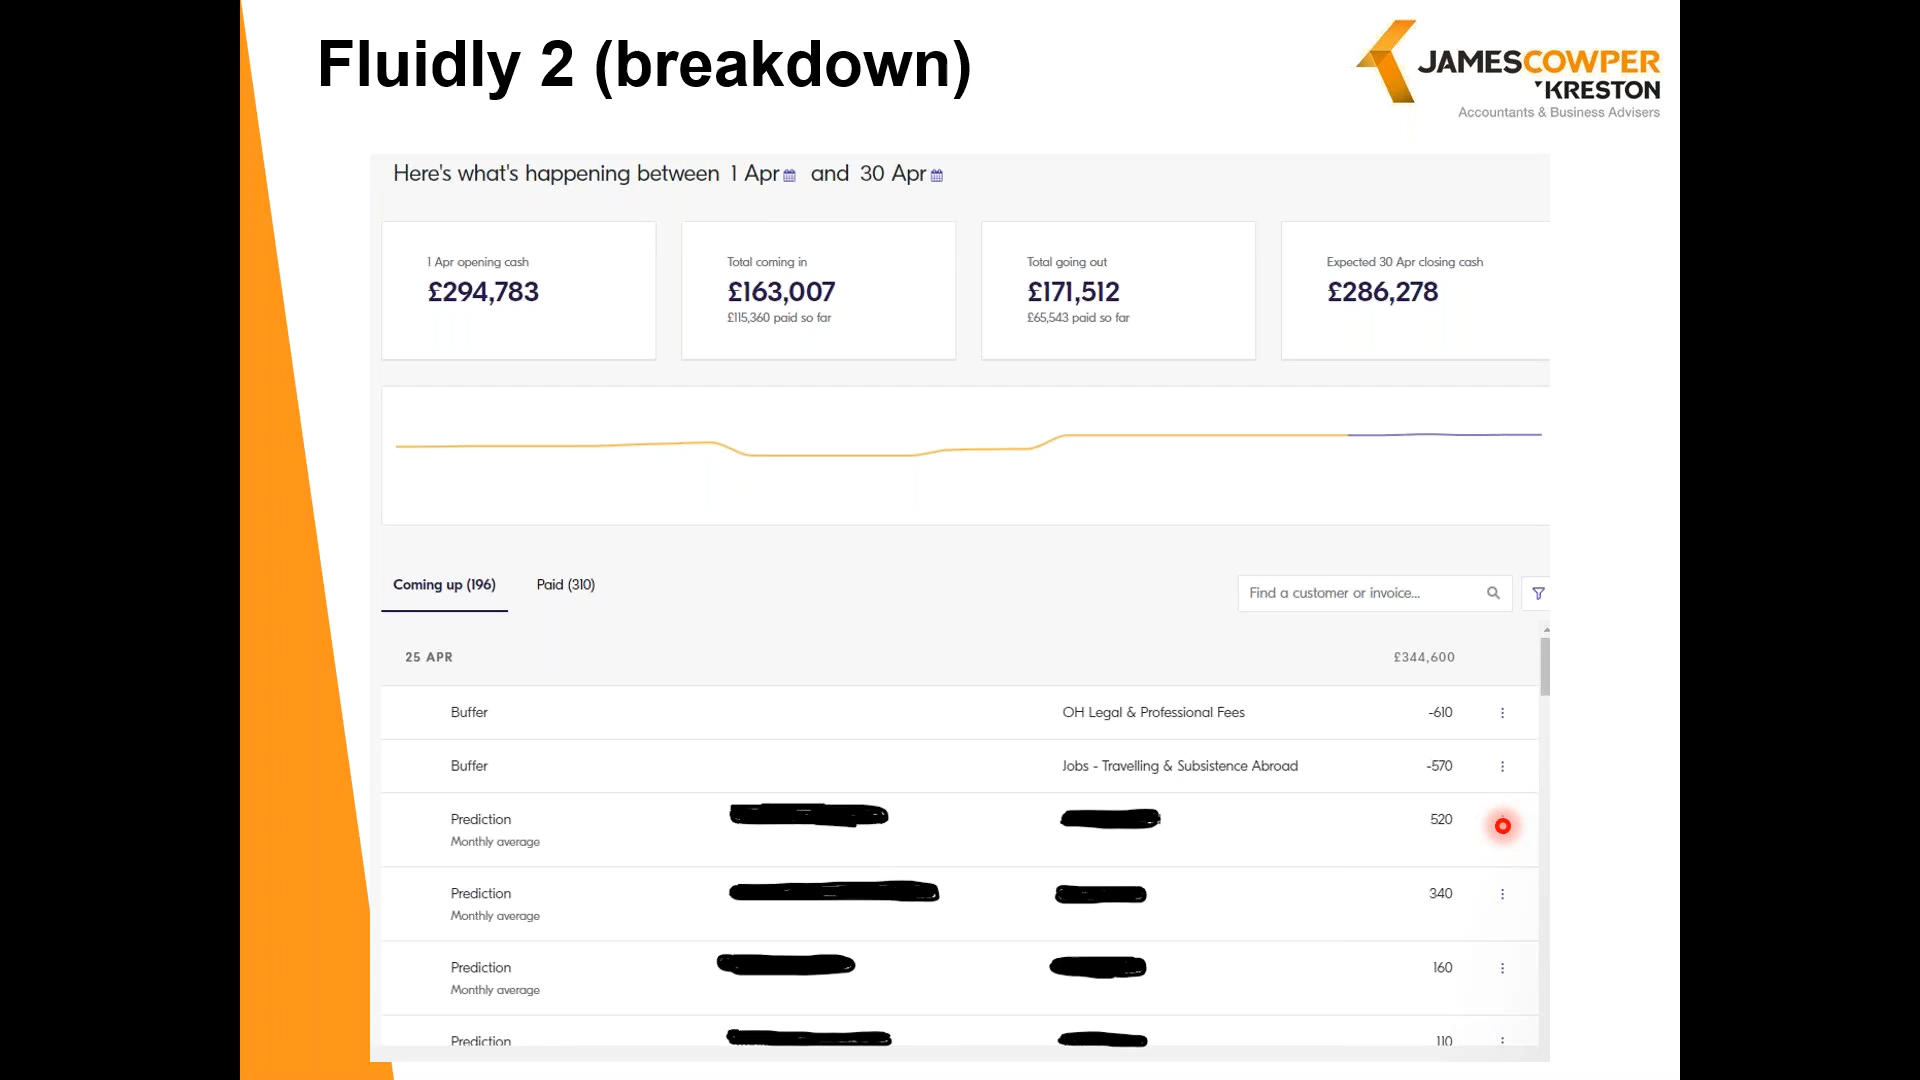 Fluidly 2 (breakdown)
JAMESCOWPER
KRESTON
Accountants & Business Advisers
Here's what's happening between 1 Apr and 30 Apr
1 Apr opening cash
£294,783
Total coming in
£163,007
£115,360 paid so far
Total going out
£171,512
£65,543 paid so far
Expected 30 Apr closing cash
£286,278
Coming up (196) Paid (310)
Find a customer or invoice...
25 APR £344,600
Buffer OH Legal & Professional Fees -610
Buffer Jobs - Travelling & Subsistence Abroad -570
Prediction 520
Monthly average
Prediction 340
Monthly average
Prediction 160
Monthly average
Prediction 110